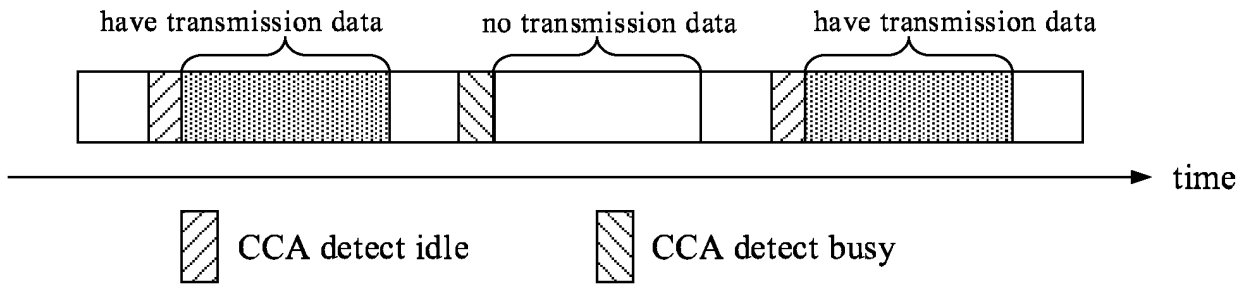 have transmission data no transmission data have transmission data
time
CCA detect idle CCA detect busy